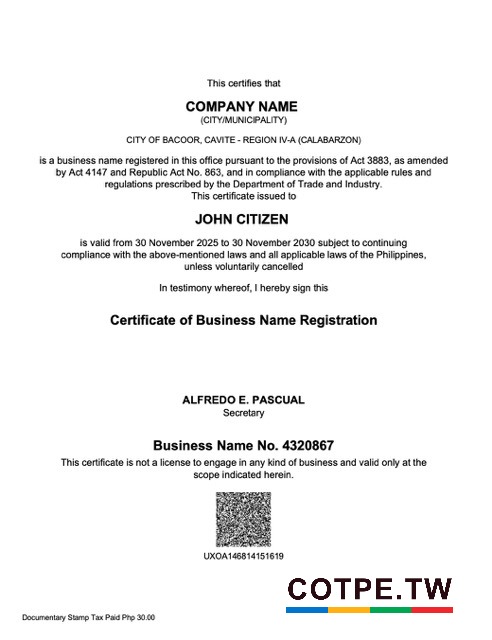 This certifies that
COMPANY NAME
(CITY/MUNICIPALITY)
CITY OF BACOOR, CAVITE - REGION IV-A (CALABARZON)
is a business name registered in this office pursuant to the provisions of Act 3883, as amended
by Act 4147 and Republic Act No. 863, and in compliance with the applicable rules and
regulations prescribed by the Department of Trade and Industry.
This certificate issued to
JOHN CITIZEN
is valid from 30 November 2025 to 30 November 2030 subject to continuing
compliance with the above-mentioned laws and all applicable laws of the Philippines,
unless voluntarily cancelled
In testimony whereof, I hereby sign this
Certificate of Business Name Registration
ALFREDO E. PASCUAL
Secretary
Business Name No. 4320867
This certificate is not a license to engage in any kind of business and valid only at the
scope indicated herein.
UXOA146814151619
COTPE.TW
Documentary Stamp Tax Paid Php 30.00